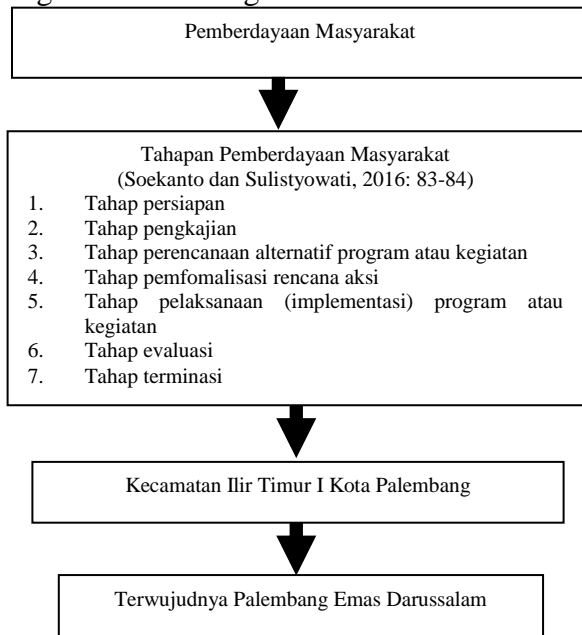 Pemberdayaan Masyarakat
Tahapan Pemberdayaan Masyarakat
(Soekanto dan Sulistyowati, 2016: 83-84)
1. Tahap persiapan
2. Tahap pengkajian
3. Tahap perencanaan alternatif program atau kegiatan
4. Tahap pemfomalisasi rencana aksi
5. Tahap pelaksanaan (implementasi) program atau
kegiatan
6. Tahap evaluasi
7. Tahap terminasi
Kecamatan Ilir Timur I Kota Palembang
Terwujudnya Palembang Emas Darussalam